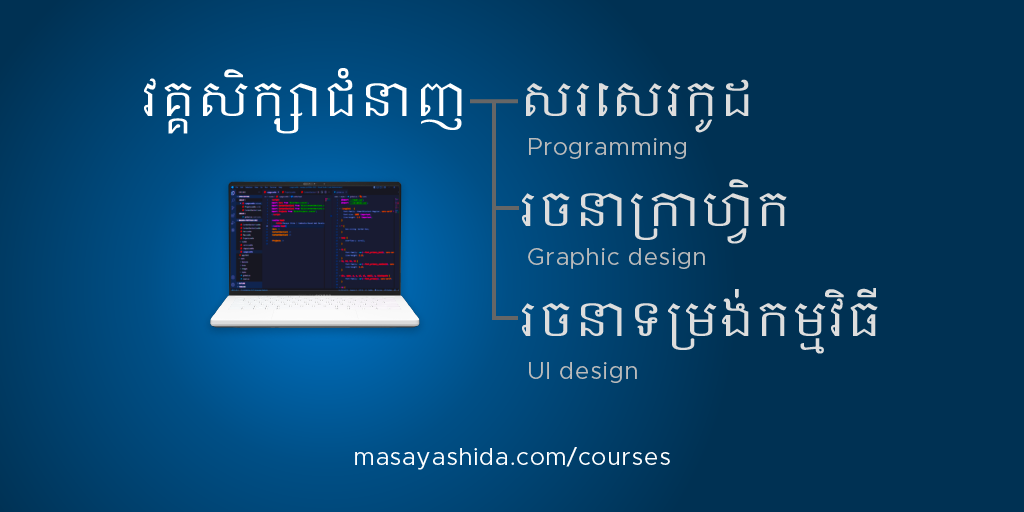 វគ្គសិក្សាជំនាញ
សរសេរកូដ
Programming
រចនាក្រាហ្វិក
Graphic design
រចនាទម្រង់កម្មវិធី
UI design
masayashida.com/courses